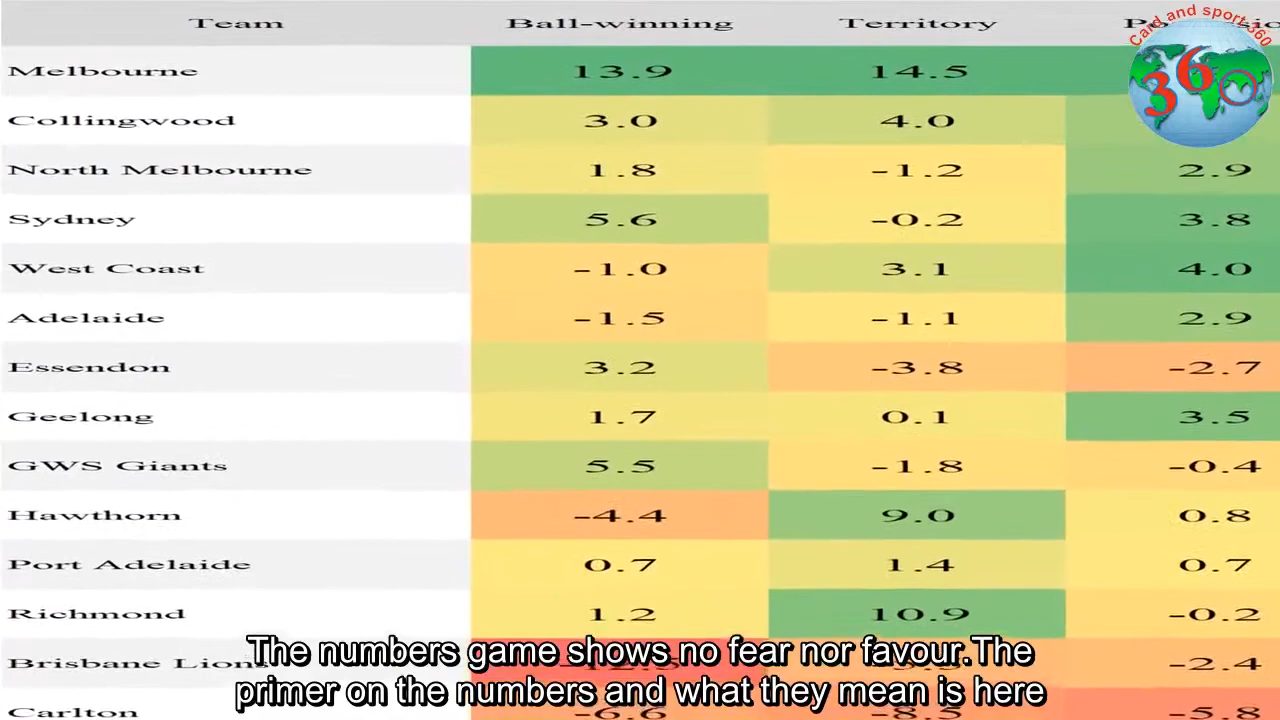 Team Ball-winning Territory
Card and sport 360
360
Melbourne 13.9 14.5
Collingwood 3.0 4.0
North Melbourne 1.8 -1.2 2.9
Sydney 5.6 -0.2 3.8
West Coast -1.0 3.1 4.0
Adelaide -1.5 -1.1 2.9
Essendon 3.2 -3.8 -2.7
Geelong 1.7 0.1 3.5
GWS Giants 5.5 -1.8 -0.4
Hawthorn -4.4 9.0 0.8
Port Adelaide 0.7 1.4 0.7
Richmond 1.2 10.9 -0.2
The numbers game shows no fear nor favour.The
Brisbane Lions -2.4
primer on the numbers and what they mean is here
Carlton -6.6 -8.5 -5.8